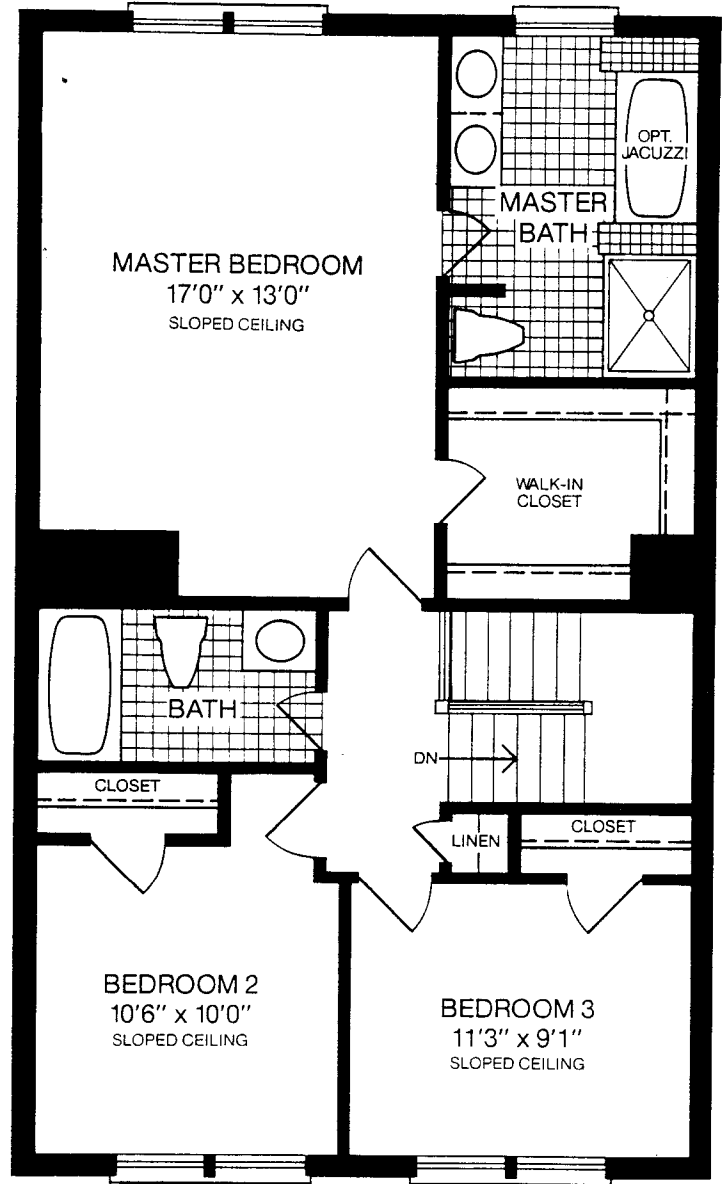 OPT.
JACUZZI
MASTER
BATH
MASTER BEDROOM
17'0" x 13'0"
SLOPED CEILING
WALK-IN
CLOSET
BATH
DN
CLOSET
LINEN
CLOSET
BEDROOM 2
10'6" x 10'0"
SLOPED CEILING
BEDROOM 3
11'3" x 9'1"
SLOPED CEILING